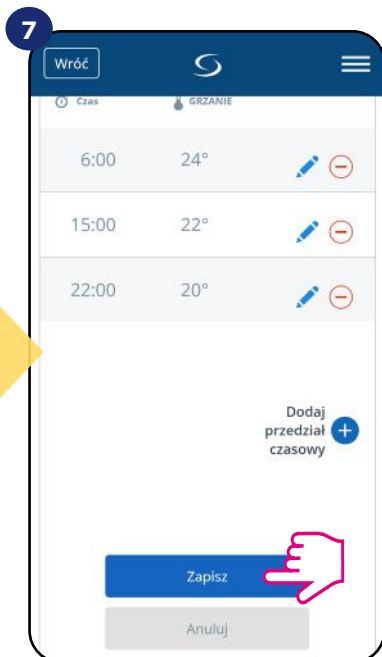 7
Wróć
Czas GRZANIE
6:00 24°
15:00 22°
22:00 20°
Dodaj
przedział
czasowy
Zapisz
Anuluj